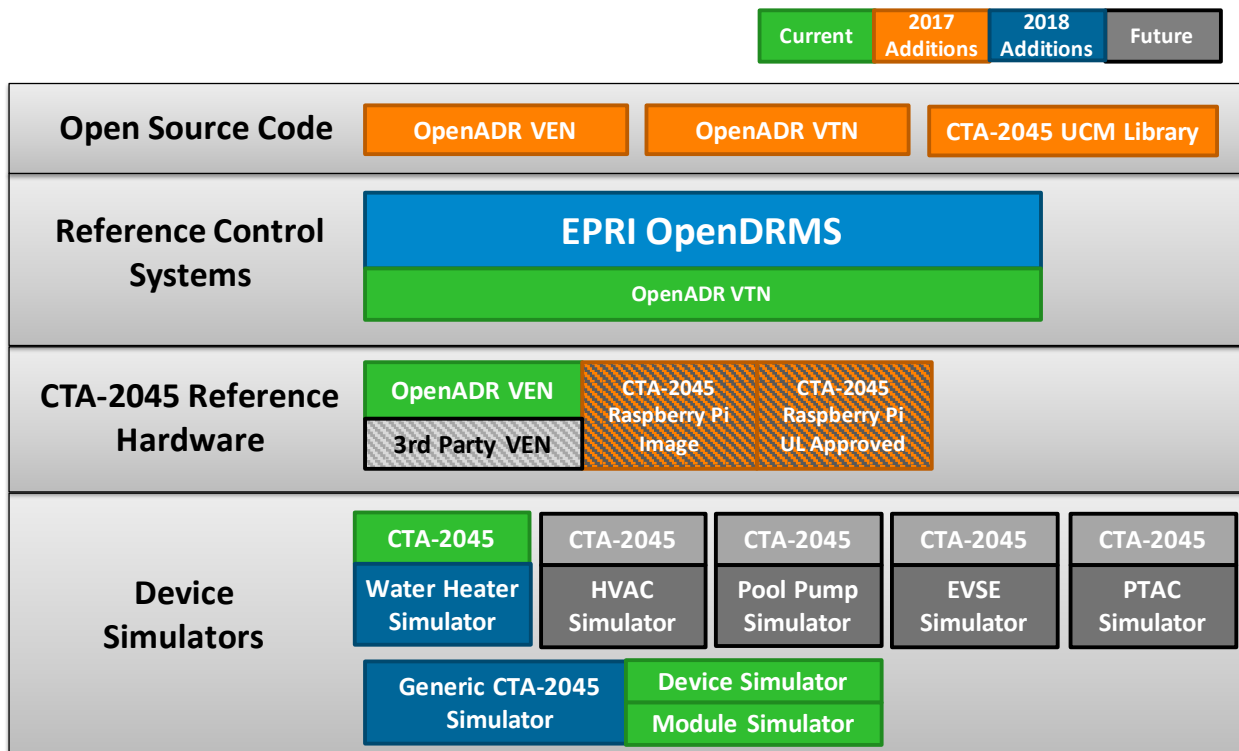 Current
2017
Additions
2018
Additions
Future
Open Source Code
OpenADR VEN
OpenADR VTN
CTA-2045 UCM Library
Reference Control
Systems
EPRI OpenDRMS
OpenADR VTN
CTA-2045 Reference
Hardware
OpenADR VEN
3rd Party VEN
CTA-2045
Raspberry Pi
Image
CTA-2045
Raspberry Pi
UL Approved
Device
Simulators
CTA-2045
Water Heater
Simulator
CTA-2045
HVAC
Simulator
CTA-2045
Pool Pump
Simulator
CTA-2045
EVSE
Simulator
CTA-2045
PTAC
Simulator
Generic CTA-2045
Simulator
Device Simulator
Module Simulator